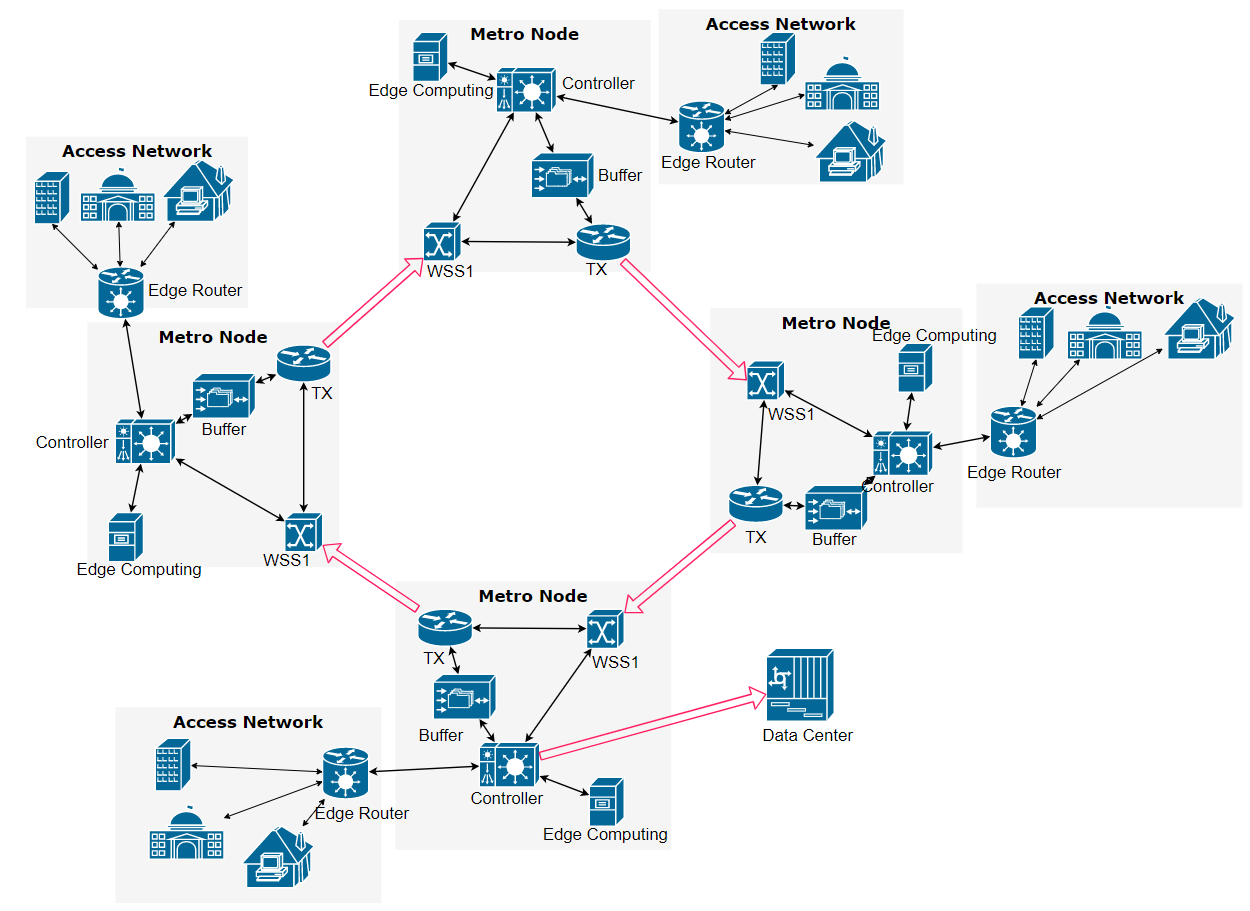 Metro Node
Edge Computing
Controller
Buffer
WSS1
TX
Access Network
Edge Router
Access Network
Edge Router
Metro Node
TX
Buffer
Controller
WSS1
Edge Computing
Metro Node
Edge Computing
WSS1
Controller
TX
Buffer
Access Network
Edge Router
Metro Node
TX
WSS1
Buffer
Controller
Edge Computing
Data Center
Access Network
Edge Router